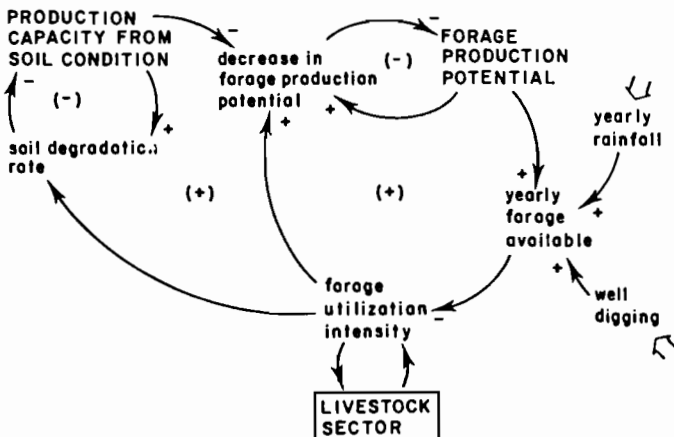 PRODUCTION
CAPACITY FROM
SOIL CONDITION
-
-
(-)
+
soil degradation
rate
-
decrease in
forage production
potential
+
+
(-)
FORAGE
PRODUCTION
POTENTIAL
yearly
rainfall
(+)
(+)
+
yearly
forage
available
+
+
well
digging
forage
utilization
intensity
-
LIVESTOCK
SECTOR